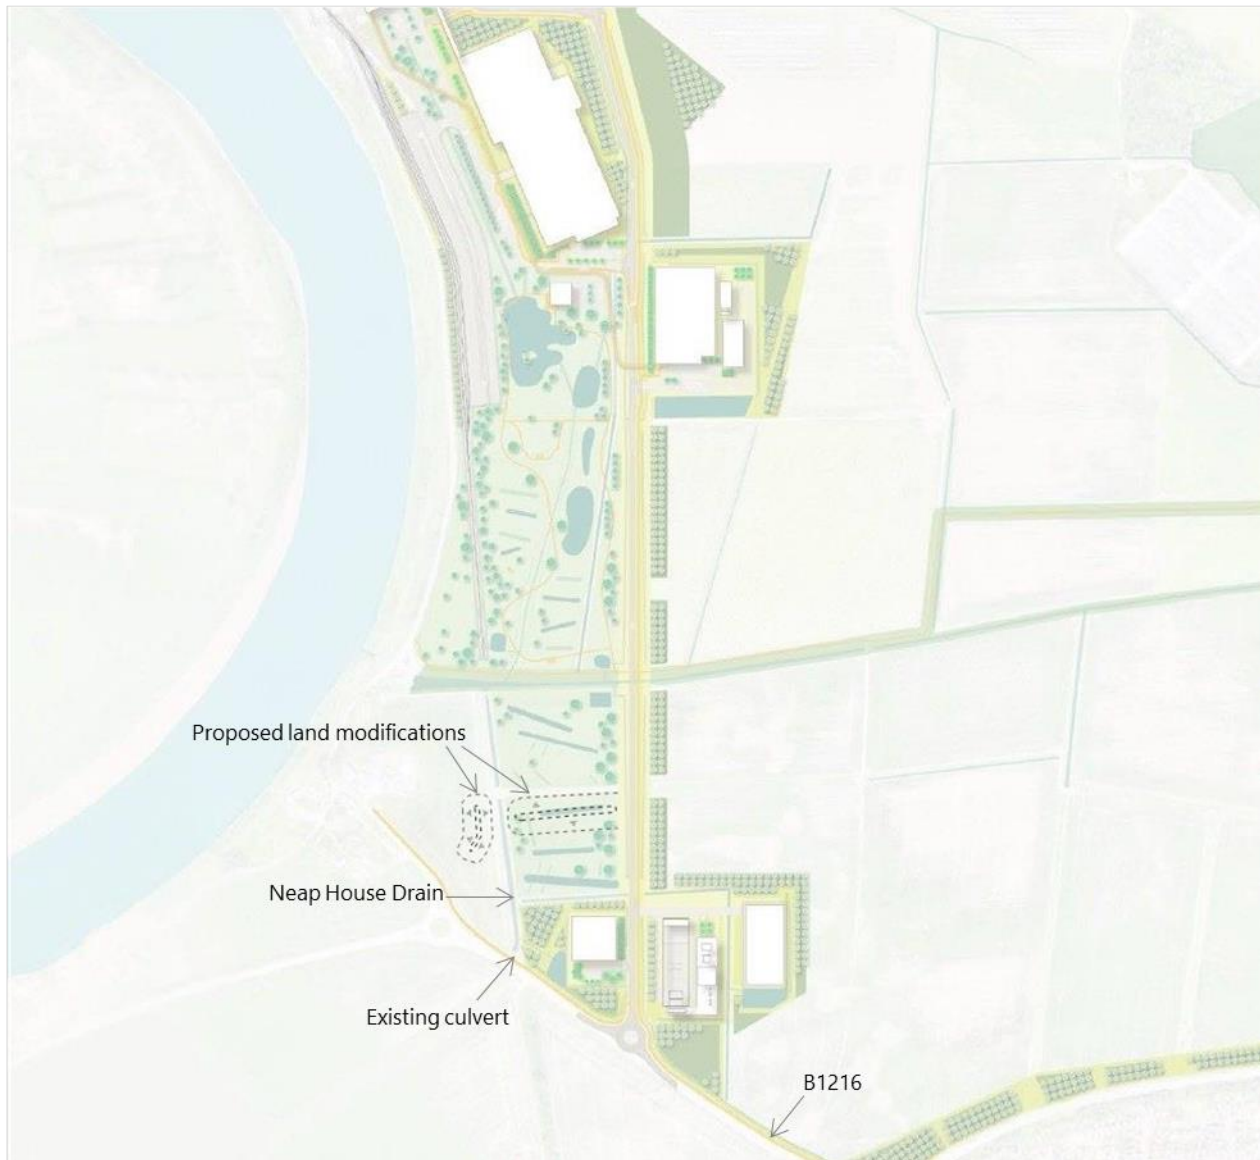 Proposed land modifications
Neap House Drain
Existing culvert
B1216